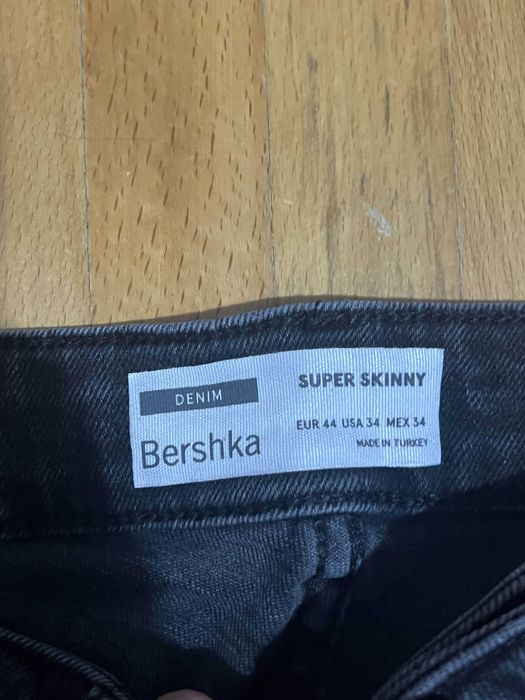 DENIM
Bershka
SUPER SKINNY
EUR 44 USA 34 MEX 34
MADE IN TURKEY